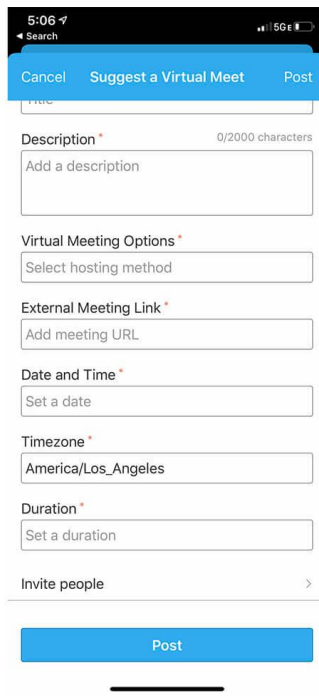 5:06
5G E
◀ Search
Cancel Suggest a Virtual Meet Post
Title
Description * 0/2000 characters
Add a description
Virtual Meeting Options *
Select hosting method
External Meeting Link *
Add meeting URL
Date and Time *
Set a date
Timezone *
America/Los_Angeles
Duration *
Set a duration
Invite people >
Post